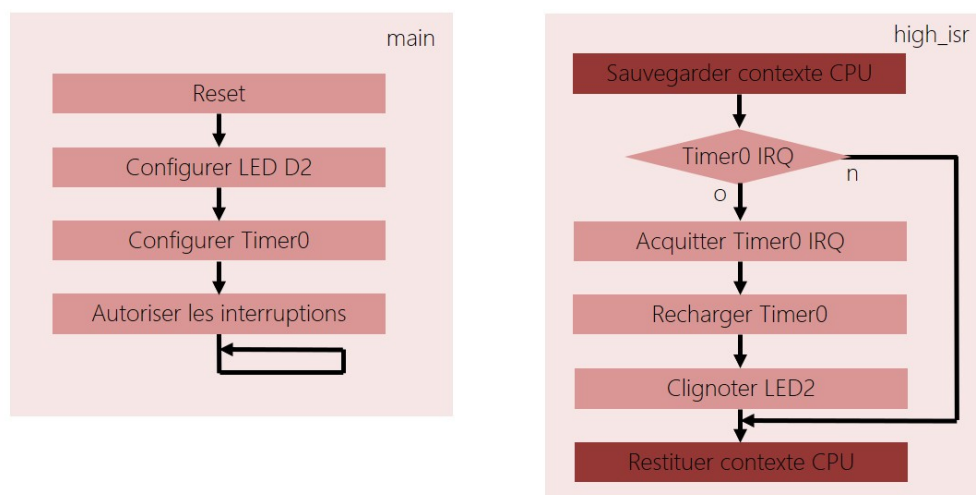 main
Reset
Configurer LED D2
Configurer Timer0
Autoriser les interruptions
high_isr
Sauvegarder contexte CPU
Timer0 IRQ
n
o
Acquitter Timer0 IRQ
Recharger Timer0
Clignoter LED2
Restituer contexte CPU